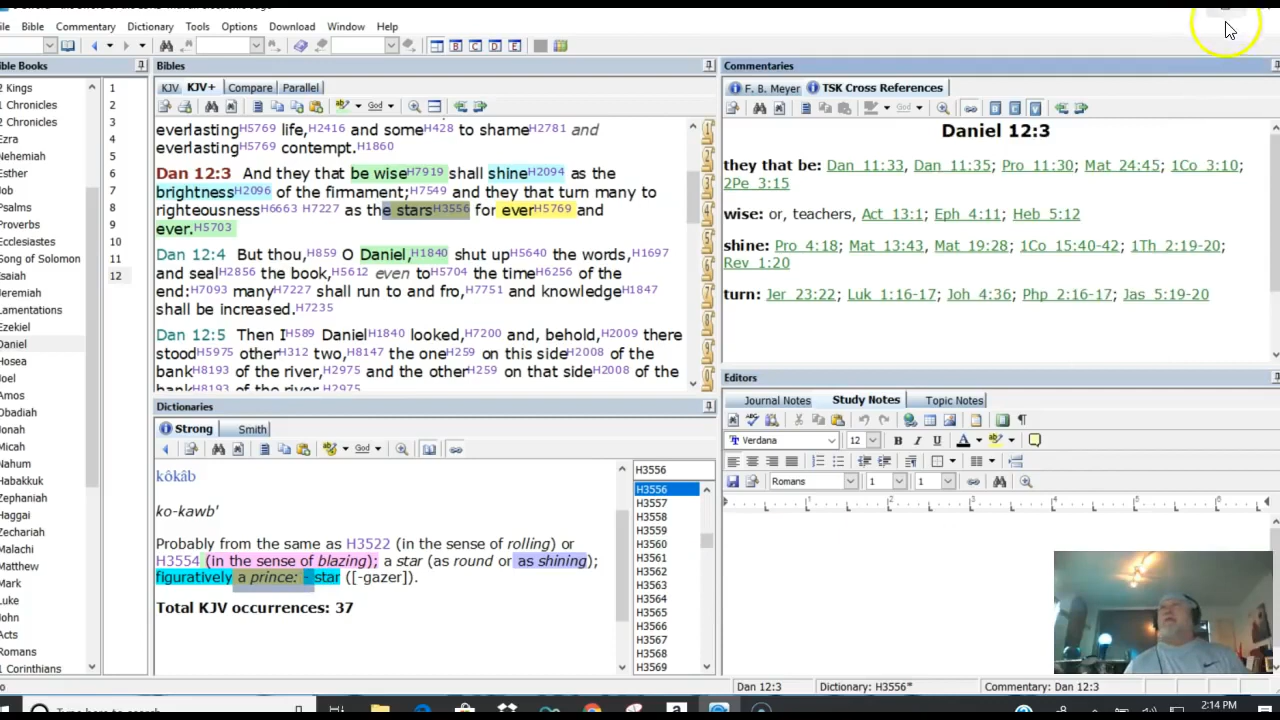 ile Bible Commentary Dictionary Tools Options Download Window Help
ible Books
2 Kings
1 Chronicles
2 Chronicles
Ezra
Nehemiah
Esther
Job
Psalms
Proverbs
Ecclesiastes
Song of Solomon
Isaiah
Jeremiah
Lamentations
Ezekiel
Daniel
Hosea
Joel
Amos
Obadiah
Jonah
Micah
Nahum
Habakkuk
Zephaniah
Haggai
Zechariah
Malachi
Matthew
Mark
Luke
John
Acts
Romans
1 Corinthians
1
2
3
4
5
6
7
8
9
10
11
12
Bibles
KJV KJV+ Compare Parallel
God
everlastingH5769 life,H2416 and someH428 to shameH2781 and
everlastingH5769 contempt.H1860
Dan 12:3 And they that be wiseH7919 shall shineH2094 as the
brightnessH2096 of the firmament;H7549 and they that turn many to
righteousnessH6663 H7227 as the starsH3556 for everH5769 and
ever.H5703
Dan 12:4 But thou,H859 O Daniel,H1840 shut upH5640 the words,H1697
and sealH2856 the book,H5612 even toH5704 the timeH6256 of the
end:H7093 manyH7227 shall run to and fro,H7751 and knowledgeH1847
shall be increased.H7235
Dan 12:5 Then IH589 DanielH1840 looked,H7200 and, behold,H2009 there
stoodH5975 otherH312 two,H8147 the oneH259 on this sideH2008 of the
bankH8193 of the river,H2975 and the otherH259 on that sideH2008 of the
bankH8193 of the river.H2975
Dictionaries
Strong Smith
God
kôkâb
ko-kawb'
Probably from the same as H3522 (in the sense of rolling) or
H3554 (in the sense of blazing); a star (as round or as shining);
figuratively a prince: - star ([-gazer]).
Total KJV occurrences: 37
H3556
H3556
H3557
H3558
H3559
H3560
H3561
H3562
H3563
H3564
H3565
H3566
H3567
H3568
H3569
Commentaries
F. B. Meyer TSK Cross References
God
Daniel 12:3
they that be: Dan 11:33, Dan 11:35; Pro 11:30; Mat 24:45; 1Co 3:10;
2Pe 3:15
wise: or, teachers, Act 13:1; Eph 4:11; Heb 5:12
shine: Pro 4:18; Mat 13:43, Mat 19:28; 1Co 15:40-42; 1Th 2:19-20;
Rev 1:20
turn: Jer 23:22; Luk 1:16-17; Joh 4:36; Php 2:16-17; Jas 5:19-20
Editors
Journal Notes Study Notes Topic Notes
Verdana 12 B I U A
Romans 1 1
1 2 3 4 5 6
Dan 12:3 Dictionary: H3556* Commentary: Dan 12:3
2:14 PM